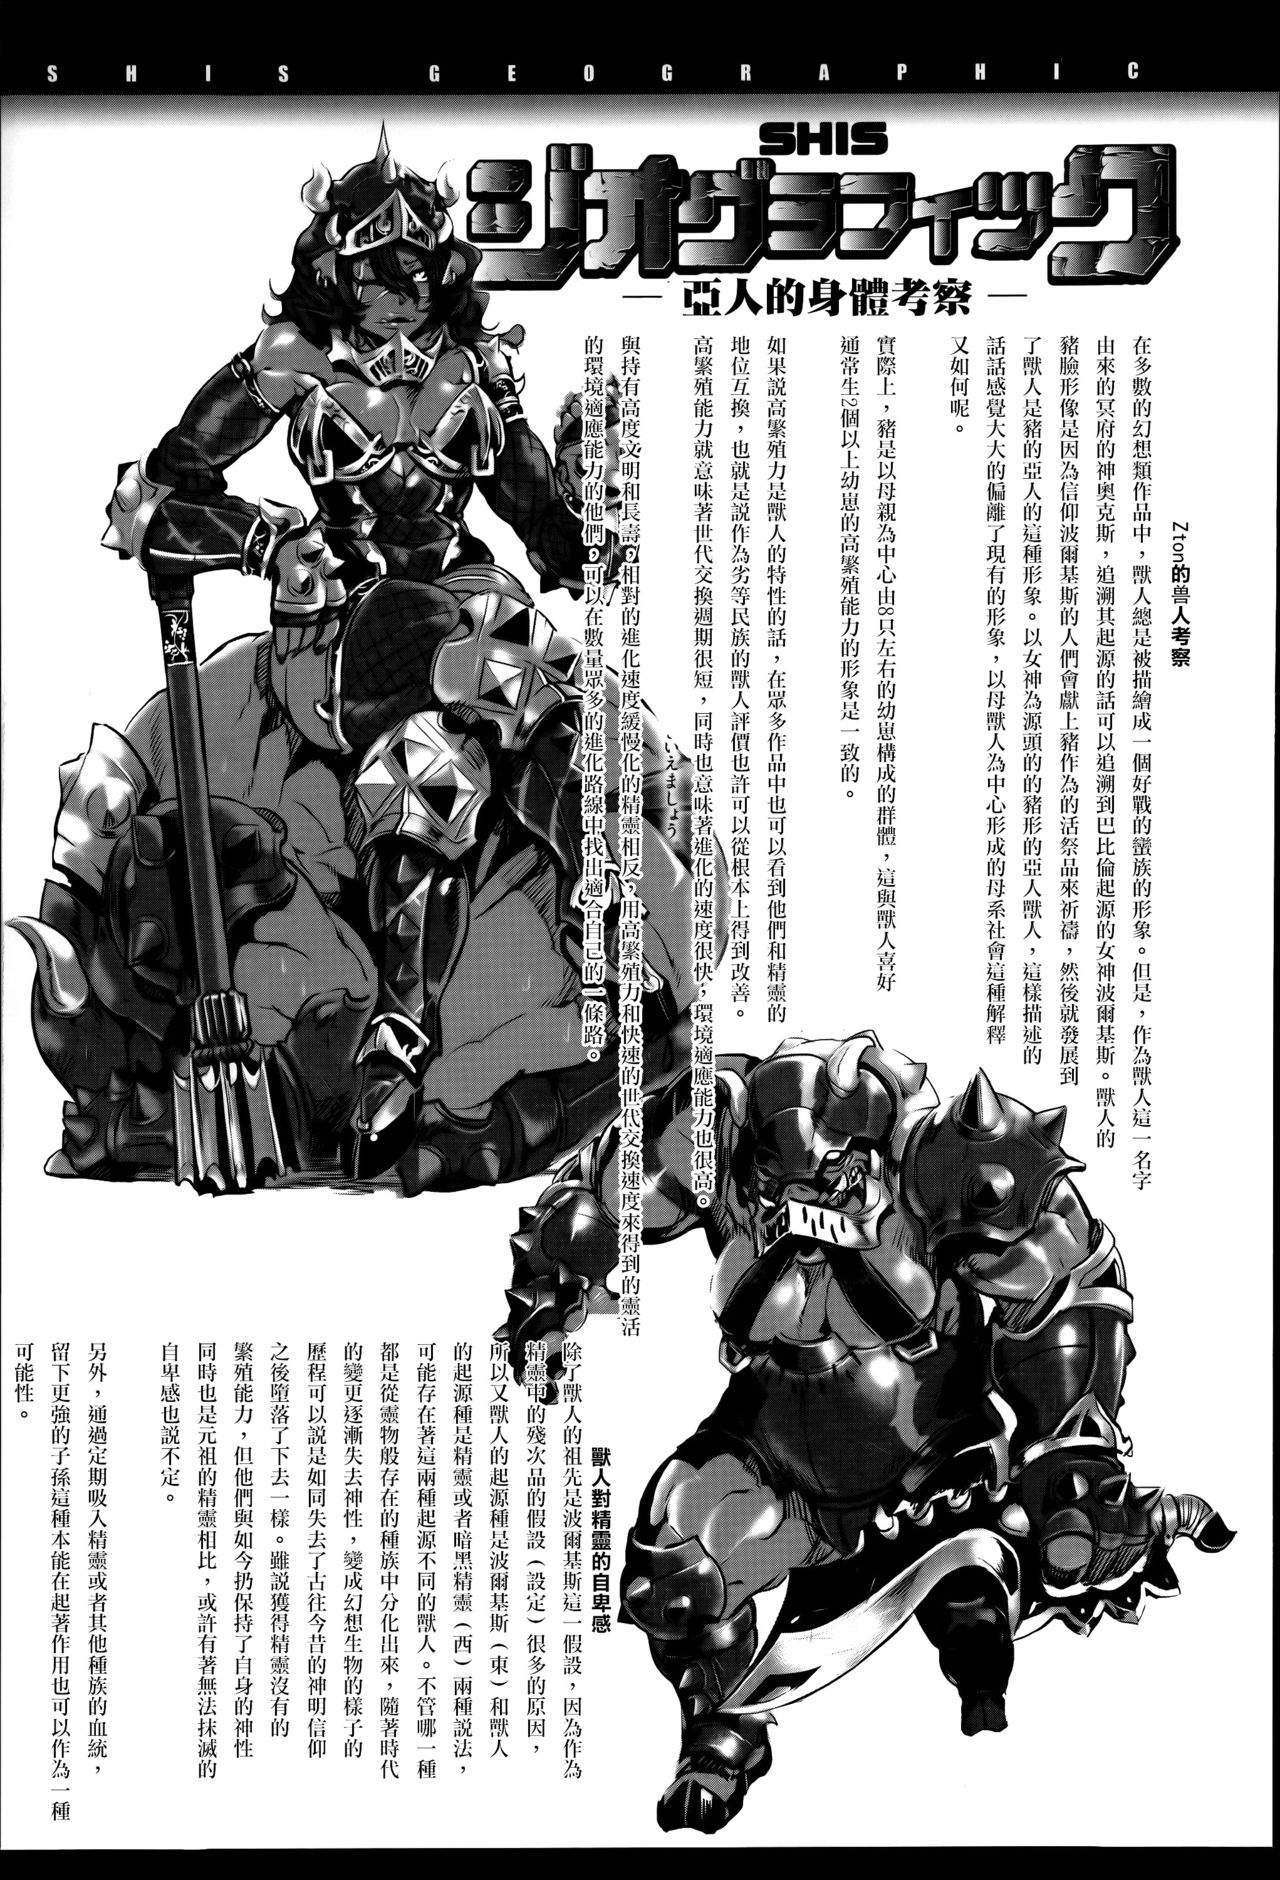 SHIS GEOGRAPHIC
SHIS
ジオグラフィック
— 亞人的身體考察 —
Zton的兽人考察
在多數的幻想類作品中，獸人總是被描繪成一個好戰的蠻族的形象。但是，作為獸人這一名字
由來的冥府的神奧克斯，追溯其起源的話可以追溯到巴比倫起源的女神波爾基斯。獸人的
豬臉形像是因為信仰波爾基斯的人們會獻上豬作為的活祭品來祈禱，然後就發展到
了獸人是豬的亞人的這種形象。以女神為源頭的的豬形的亞人獸人，這樣描述的
話話感覺大大的偏離了現有的形象，以母獸人為中心形成的母系社會這種解釋
又如何呢。
實際上，豬是以母親為中心由8只左右的幼崽構成的群體，這與獸人喜好
通常生2個以上幼崽的高繁殖能力的形象是一致的。
如果説高繁殖力是獸人的特性的話，在眾多作品中也可以看到他們和精靈的
地位互換，也就是説作為劣等民族的獸人評價也許可以從根本上得到改善。
高繁殖能力就意味著世代交換週期很短，同時也意味著進化的速度很快，環境適應能力也很高。
與持有高度文明和長壽，相對的進化速度緩慢化的精靈相反，用高繁殖力和快速的世代交換速度來得到的靈活
的環境適應能力的他們，可以在數量眾多的進化路線中找出適合自己的一條路。
いえましょう
獸人對精靈的自卑感
除了獸人的祖先是波爾基斯這一假設，因為作為
精靈中的殘次品的假設（設定）很多的原因，
所以又獸人的起源種是波爾基斯（東）和獸人
的起源種是精靈或者暗黑精靈（西）兩種説法，
可能存在著這兩種起源不同的獸人。不管哪一種
都是從靈物般存在的種族中分化出來，隨著時代
的變更逐漸失去神性，變成幻想生物的樣子的
歷程可以説是如同失去了古往今昔的神明信仰
之後墮落了下去一樣。雖説獲得精靈沒有的
繁殖能力，但他們與如今扔保持了自身的神性
同時也是元祖的精靈相比，或許有著無法抹滅的
自卑感也説不定。
另外，通過定期吸入精靈或者其他種族的血統，
留下更強的子孫這種本能在起著作用也可以作為一種
可能性。